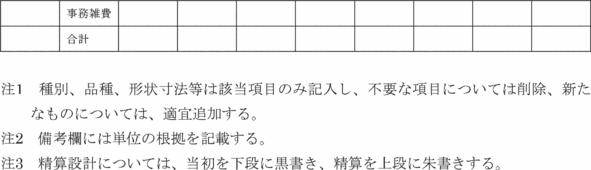 事務雑費
合計
注1　種別、品種、形状寸法等は該当項目のみ記入し、不要な項目については削除、新た
なものについては、適宜追加する。
注2　備考欄には単位の根拠を記載する。
注3　精算設計については、当初を下段に黒書き、精算を上段に朱書きする。